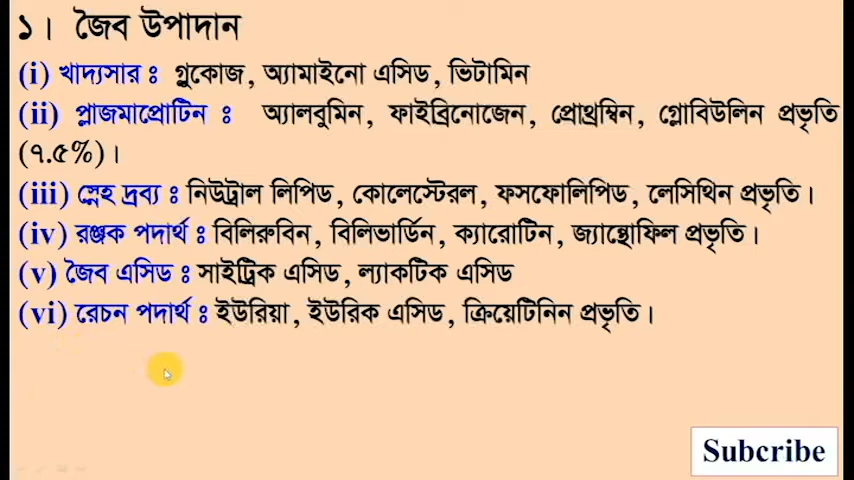 ১। জৈব উপাদান
(i) খাদ্যসার ঃ গ্লুকোজ, অ্যামাইনো এসিড, ভিটামিন
(ii) প্লাজমাপ্রোটিন ঃ অ্যালবুমিন, ফাইব্রিনোজেন, প্রোথ্রম্বিন, গ্লোবিউলিন প্রভৃতি
(৭.৫%)।
(iii) স্নেহ দ্রব্য ঃ নিউট্রাল লিপিড, কোলেস্টেরল, ফসফোলিপিড, লেসিথিন প্রভৃতি।
(iv) রঞ্জক পদার্থ ঃ বিলিরুবিন, বিলিভার্ডিন, ক্যারোটিন, জ্যান্থোফিল প্রভৃতি।
(v) জৈব এসিড ঃ সাইট্রিক এসিড, ল্যাকটিক এসিড
(vi) রেচন পদার্থ ঃ ইউরিয়া, ইউরিক এসিড, ক্রিয়েটিনিন প্রভৃতি।
Subcribe